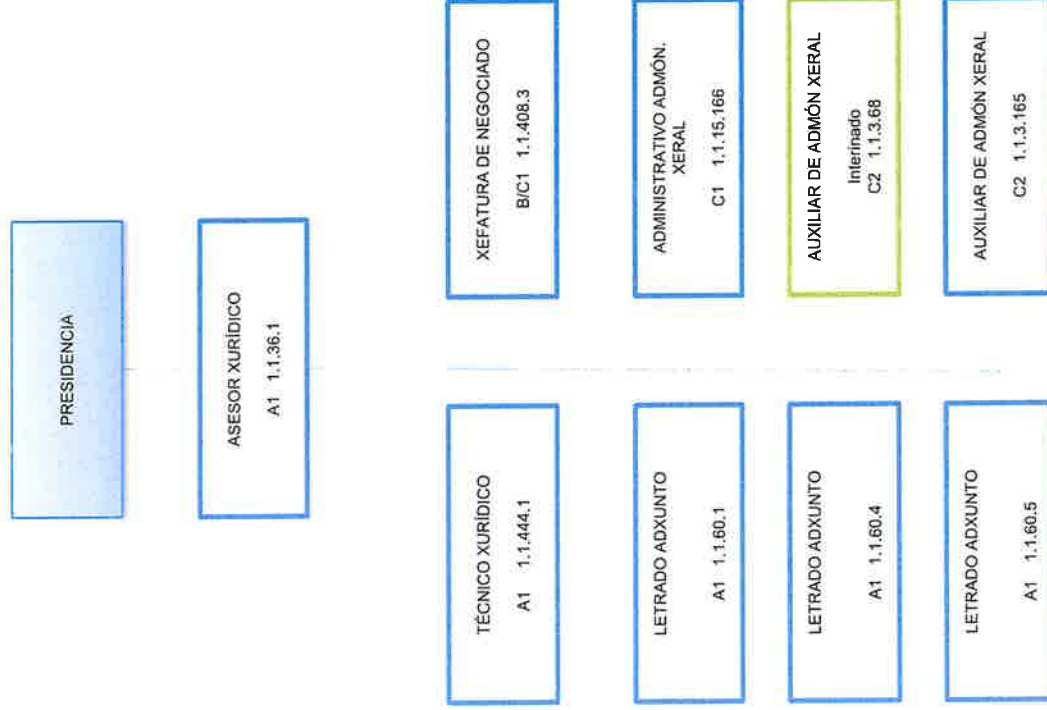 PRESIDENCIA
ASESOR XURÍDICO
A1 1.1.36.1
TÉCNICO XURÍDICO
A1 1.1.444.1
XEFATURA DE NEGOCIADO
B/C1 1.1.408.3
LETRADO ADXUNTO
A1 1.1.60.1
ADMINISTRATIVO ADMÓN.
XERAL
C1 1.1.15.166
LETRADO ADXUNTO
A1 1.1.60.4
AUXILIAR DE ADMÓN XERAL
Interinado
C2 1.1.3.68
LETRADO ADXUNTO
A1 1.1.60.5
AUXILIAR DE ADMÓN XERAL
C2 1.1.3.165